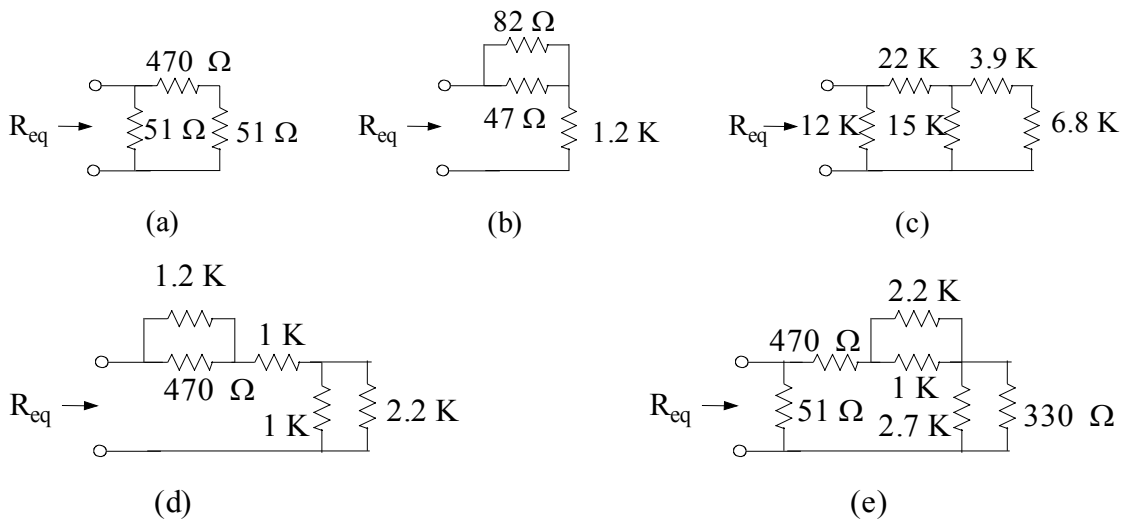 470 Ω
R_eq
51 Ω
51 Ω
(a)
82 Ω
47 Ω
R_eq
1.2 K
(b)
22 K
3.9 K
R_eq
12 K
15 K
6.8 K
(c)
1.2 K
1 K
470 Ω
R_eq
1 K
2.2 K
(d)
2.2 K
470 Ω
1 K
R_eq
51 Ω
2.7 K
330 Ω
(e)